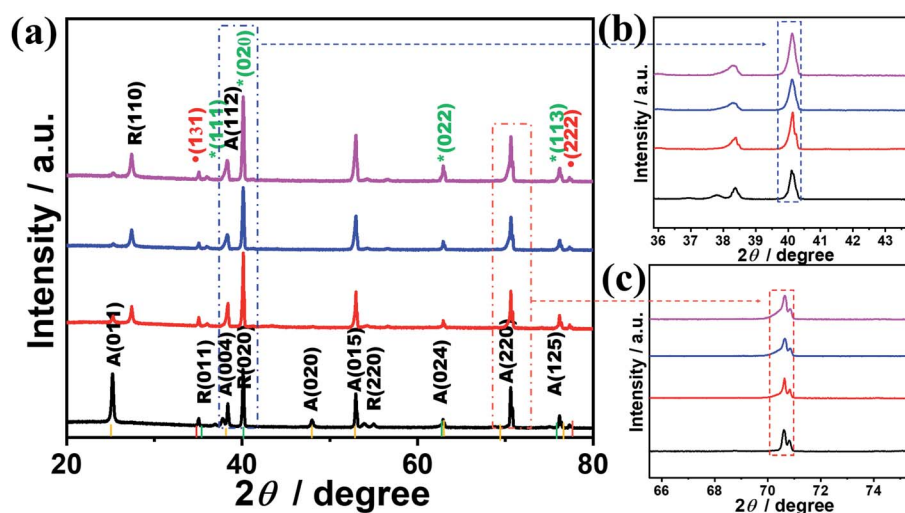 (a)
Intensity / a.u.
R(110)
•(131)
*(111)
A(112)
*(020)
*(022)
*(113)
•(222)
A(011)
R(011)
A(004)
R(020)
A(020)
A(015)
R(220)
A(024)
A(220)
A(125)
20 40 60 80
2θ / degree
(b)
Intensity / a.u.
36 37 38 39 40 41 42 43
2θ / degree
(c)
Intensity / a.u.
66 68 70 72 74
2θ / degree